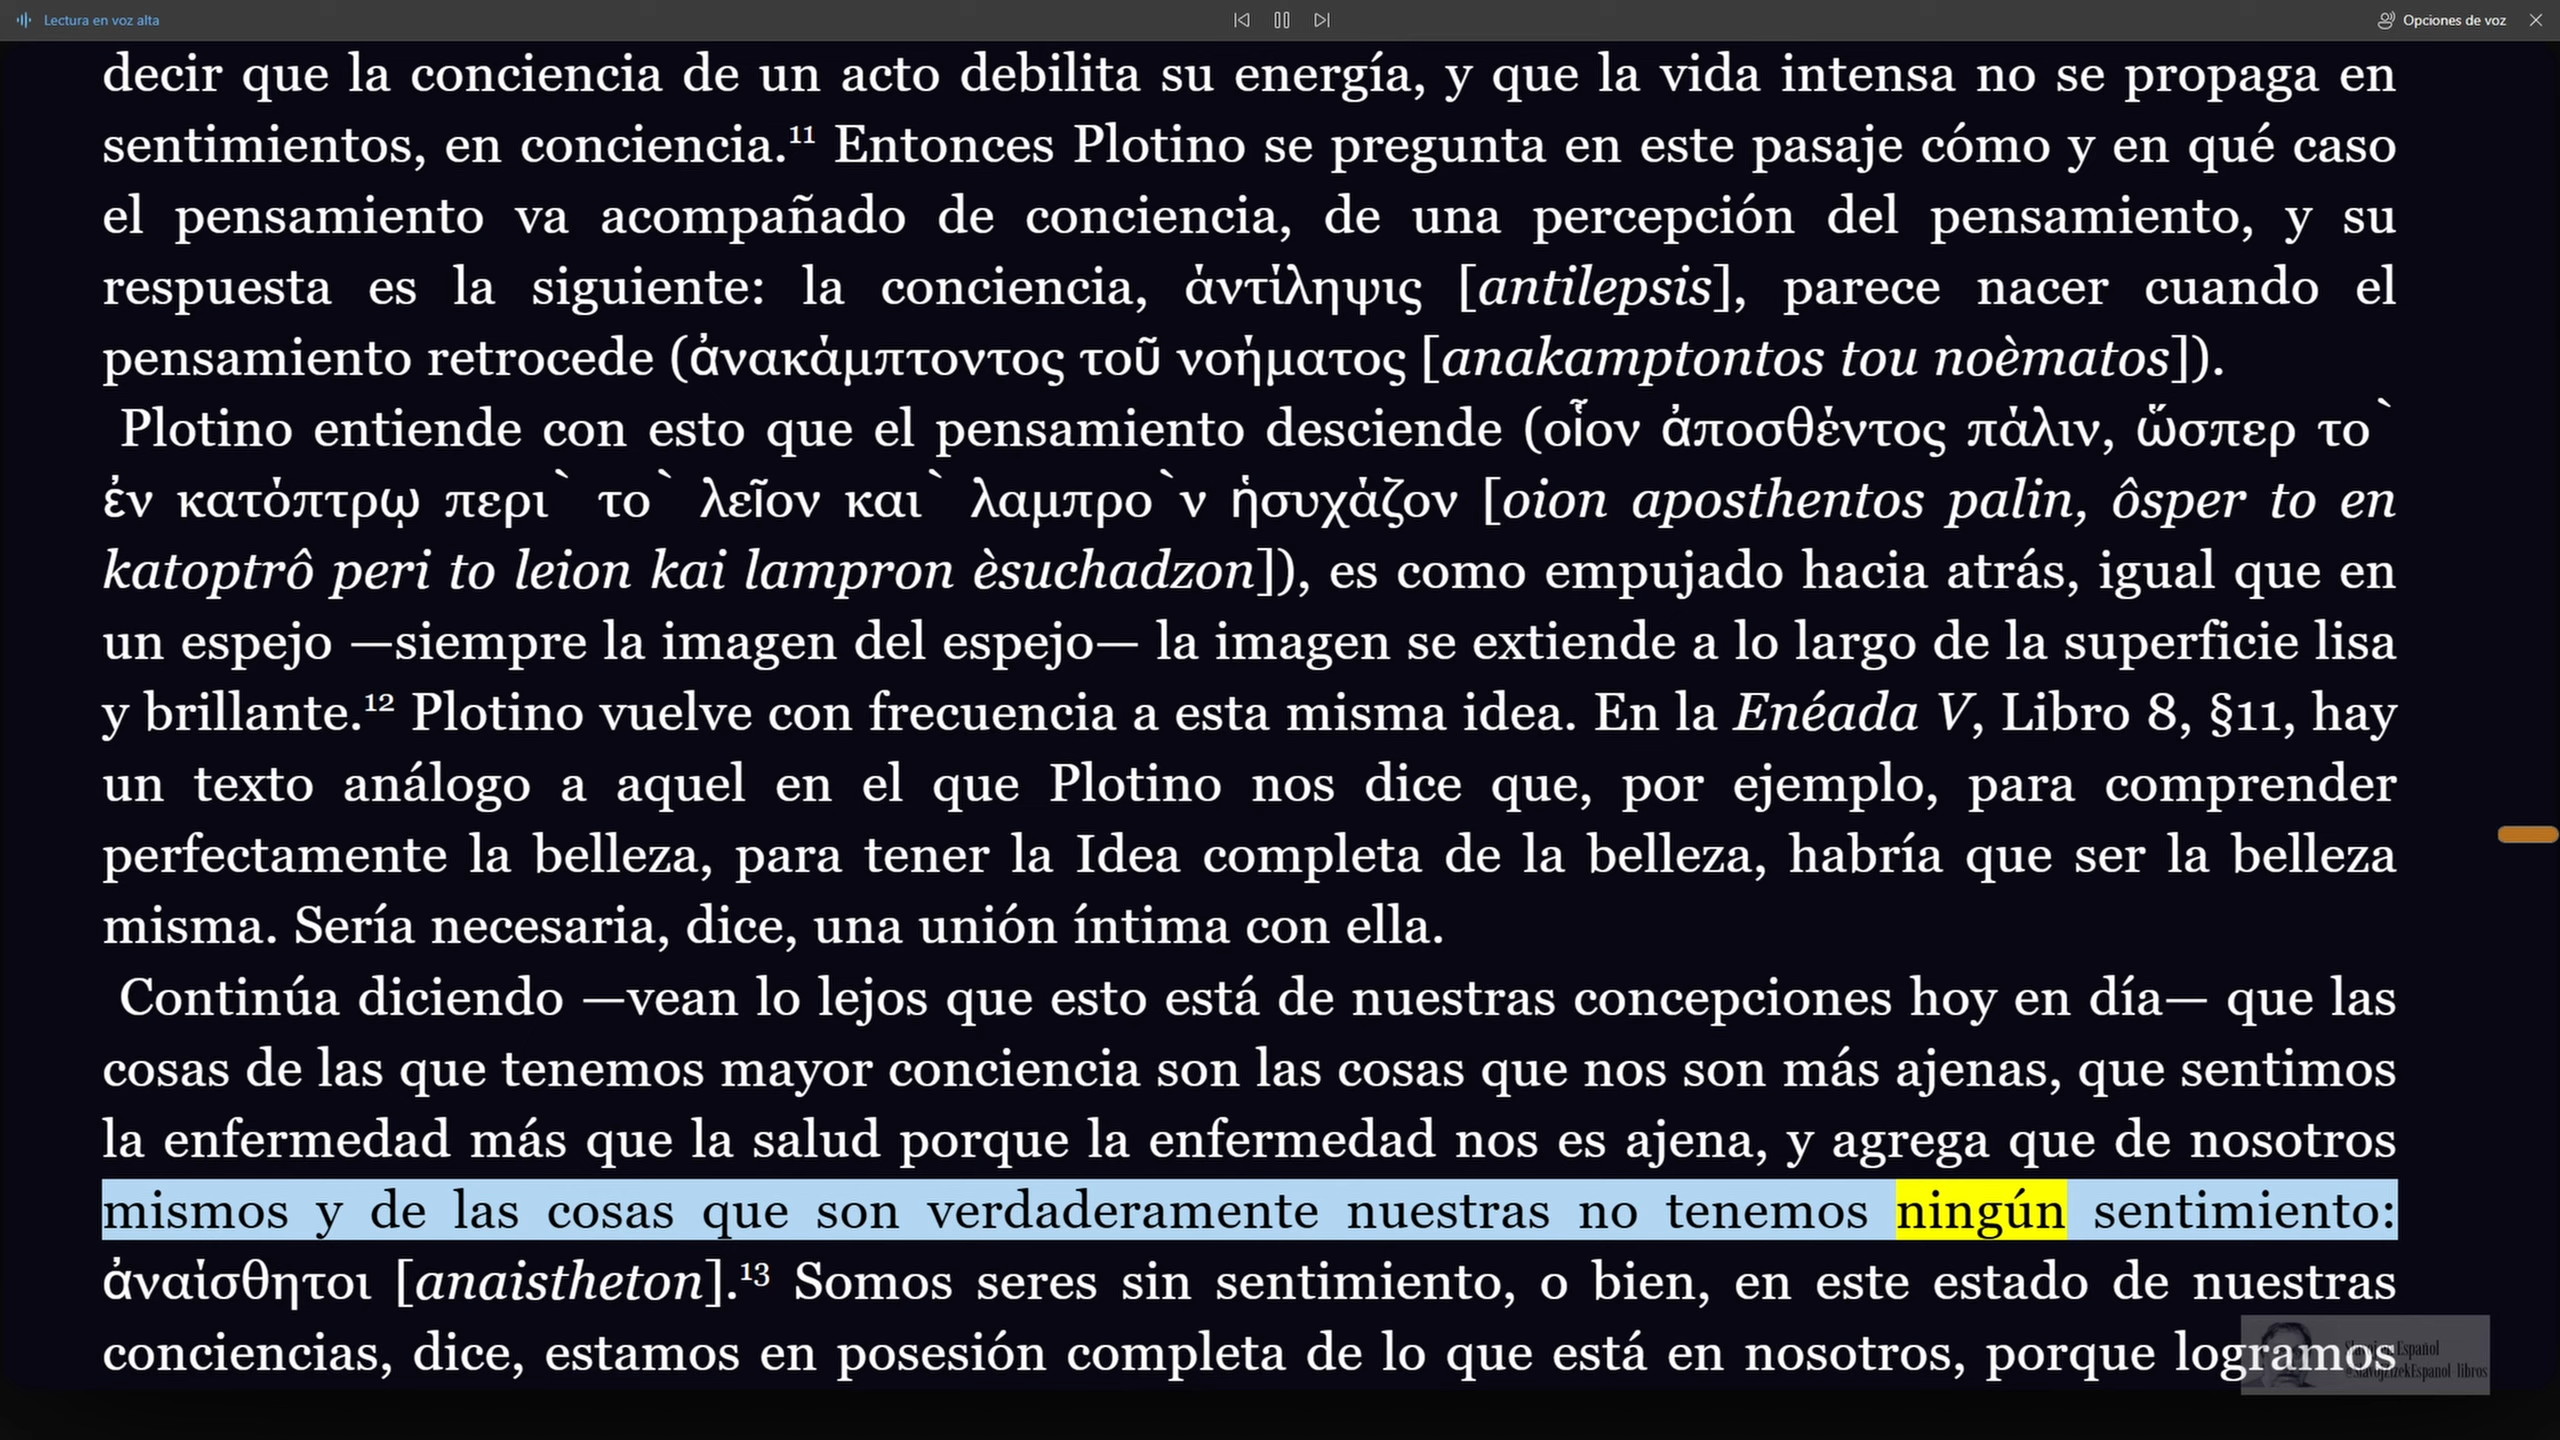 Lectura en voz alta
Opciones de voz
decir que la conciencia de un acto debilita su energía, y que la vida intensa no se propaga en
sentimientos, en conciencia.11 Entonces Plotino se pregunta en este pasaje cómo y en qué caso
el pensamiento va acompañado de conciencia, de una percepción del pensamiento, y su
respuesta es la siguiente: la conciencia, ἀντίληψις [antilepsis], parece nacer cuando el
pensamiento retrocede (ἀνακάμπτοντος τοῦ νοήματος [anakamptontos tou noèmatos]).
Plotino entiende con esto que el pensamiento desciende (οἷον ἀποσθέντος πάλιν, ὥσπερ το`
ἐν κατόπτρῳ περι` το` λεῖον και` λαμπρο`ν ἡσυχάζον [oion aposthentos palin, ôsper to en
katoptrô peri to leion kai lampron èsuchadzon]), es como empujado hacia atrás, igual que en
un espejo —siempre la imagen del espejo— la imagen se extiende a lo largo de la superficie lisa
y brillante.12 Plotino vuelve con frecuencia a esta misma idea. En la Enéada V, Libro 8, §11, hay
un texto análogo a aquel en el que Plotino nos dice que, por ejemplo, para comprender
perfectamente la belleza, para tener la Idea completa de la belleza, habría que ser la belleza
misma. Sería necesaria, dice, una unión íntima con ella.
Continúa diciendo —vean lo lejos que esto está de nuestras concepciones hoy en día— que las
cosas de las que tenemos mayor conciencia son las cosas que nos son más ajenas, que sentimos
la enfermedad más que la salud porque la enfermedad nos es ajena, y agrega que de nosotros
mismos y de las cosas que son verdaderamente nuestras no tenemos ningún sentimiento:
ἀναίσθητοι [anaistheton].13 Somos seres sin sentimiento, o bien, en este estado de nuestras
conciencias, dice, estamos en posesión completa de lo que está en nosotros, porque logramos
Español
@SlavojZizekEspanol-libros